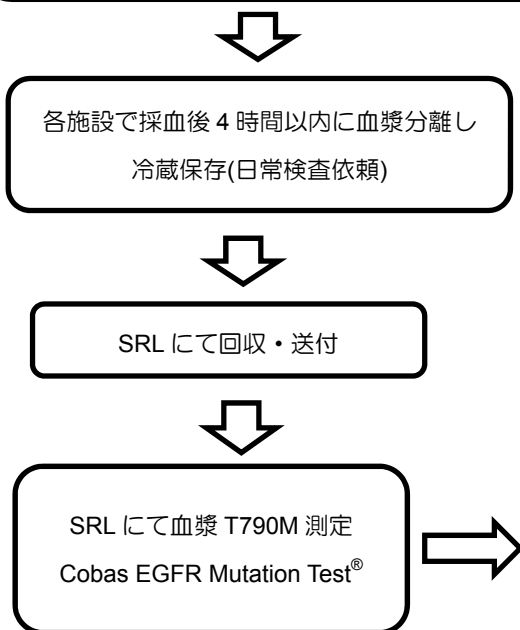 各施設で採血後 4 時間以内に血漿分離し
冷蔵保存(日常検査依頼)
SRL にて回収・送付
SRL にて血漿 T790M 測定
Cobas EGFR Mutation Test®